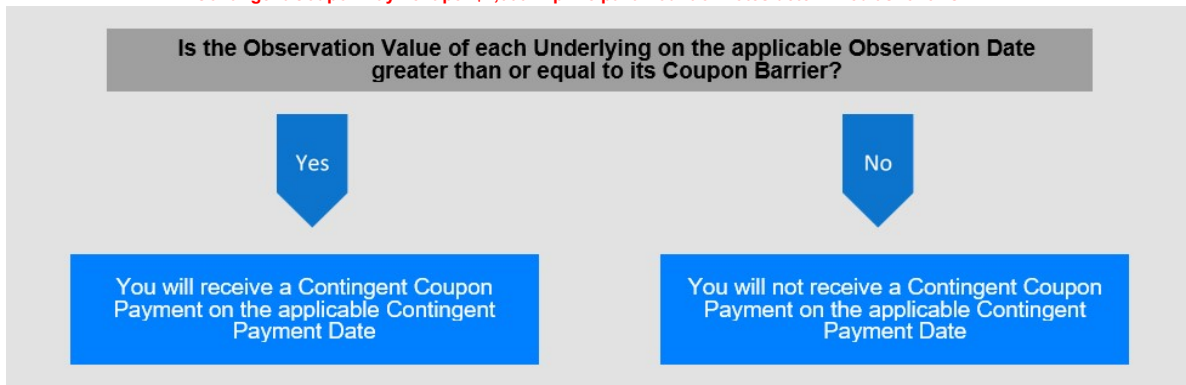 Is the Observation Value of each Underlying on the applicable Observation Date
greater than or equal to its Coupon Barrier?
Yes
No
You will receive a Contingent Coupon
Payment on the applicable Contingent
Payment Date
You will not receive a Contingent Coupon
Payment on the applicable Contingent
Payment Date